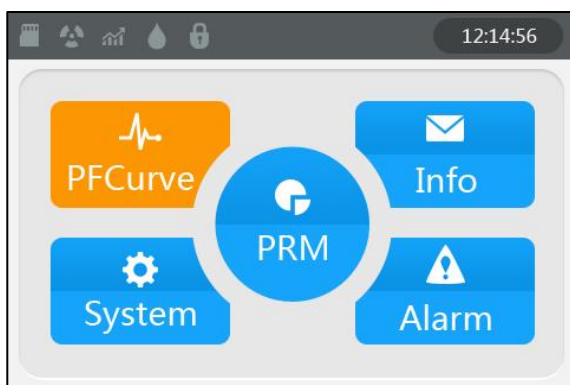 12:14:56
PFCurve
Info
PRM
System
Alarm